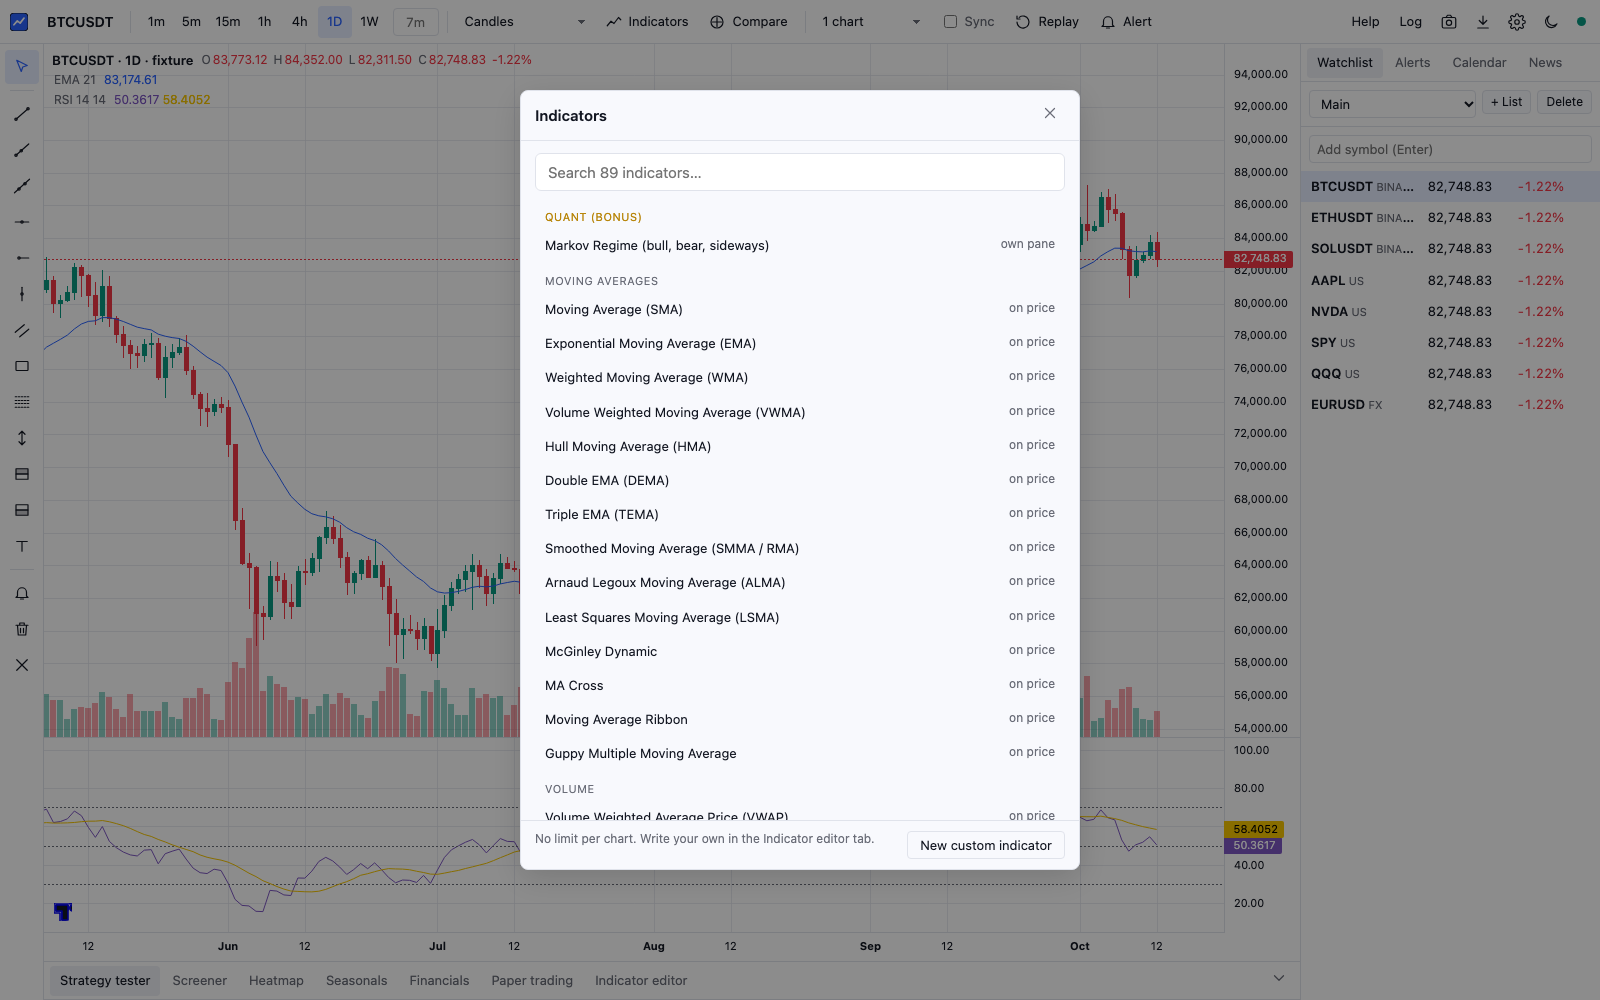 BTCUSDT 1m 5m 15m 1h 4h 1D 1W 7m Candles Indicators Compare 1 chart Sync Replay Alert Help Log
BTCUSDT · 1D · fixture O83,773.12 H84,352.00 L82,311.50 C82,748.83 -1.22%
EMA 21 83,174.61
RSI 14 14 50.3617 58.4052
Indicators
Search 89 indicators...
QUANT (BONUS)
Markov Regime (bull, bear, sideways) own pane
MOVING AVERAGES
Moving Average (SMA) on price
Exponential Moving Average (EMA) on price
Weighted Moving Average (WMA) on price
Volume Weighted Moving Average (VWMA) on price
Hull Moving Average (HMA) on price
Double EMA (DEMA) on price
Triple EMA (TEMA) on price
Smoothed Moving Average (SMMA / RMA) on price
Arnaud Legoux Moving Average (ALMA) on price
Least Squares Moving Average (LSMA) on price
McGinley Dynamic on price
MA Cross on price
Moving Average Ribbon on price
Guppy Multiple Moving Average on price
VOLUME
Volume Weighted Average Price (VWAP) on price
No limit per chart. Write your own in the Indicator editor tab. New custom indicator
94,000.00
92,000.00
90,000.00
88,000.00
86,000.00
84,000.00
82,748.83
82,000.00
80,000.00
78,000.00
76,000.00
74,000.00
72,000.00
70,000.00
68,000.00
66,000.00
64,000.00
62,000.00
60,000.00
58,000.00
56,000.00
54,000.00
100.00
80.00
58.4052
50.3617
40.00
20.00
12 Jun 12 Jul 12 Aug 12 Sep 12 Oct 12
Watchlist Alerts Calendar News
Main + List Delete
Add symbol (Enter)
BTCUSDT BINA... 82,748.83 -1.22%
ETHUSDT BINA... 82,748.83 -1.22%
SOLUSDT BINA... 82,748.83 -1.22%
AAPL US 82,748.83 -1.22%
NVDA US 82,748.83 -1.22%
SPY US 82,748.83 -1.22%
QQQ US 82,748.83 -1.22%
EURUSD FX 82,748.83 -1.22%
Strategy tester Screener Heatmap Seasonals Financials Paper trading Indicator editor